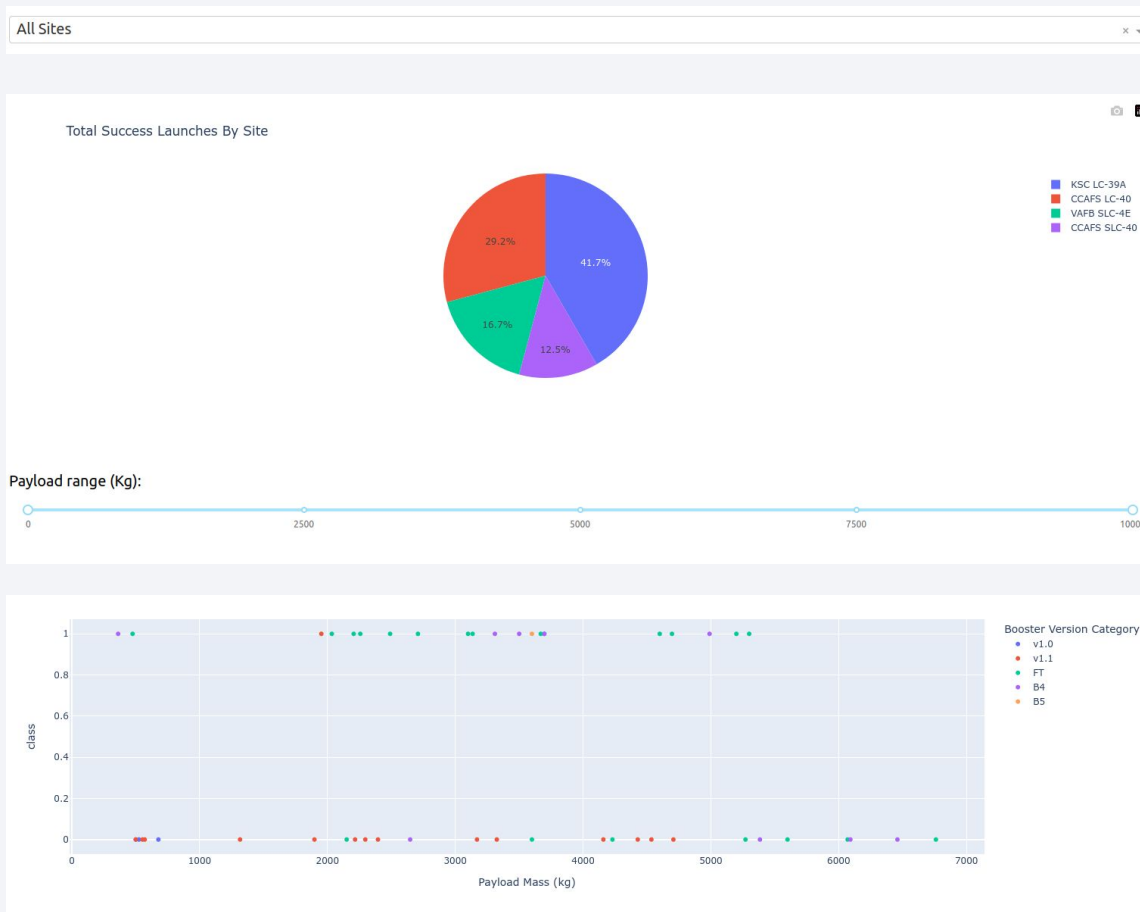 All Sites
Total Success Launches By Site
KSC LC-39A
CCAFS LC-40
VAFB SLC-4E
CCAFS SLC-40
29.2%
41.7%
16.7%
12.5%
Payload range (Kg):
0 2500 5000 7500 1000
Booster Version Category
v1.0
v1.1
FT
B4
B5
class
1
0.8
0.6
0.4
0.2
0
0 1000 2000 3000 4000 5000 6000 7000
Payload Mass (kg)